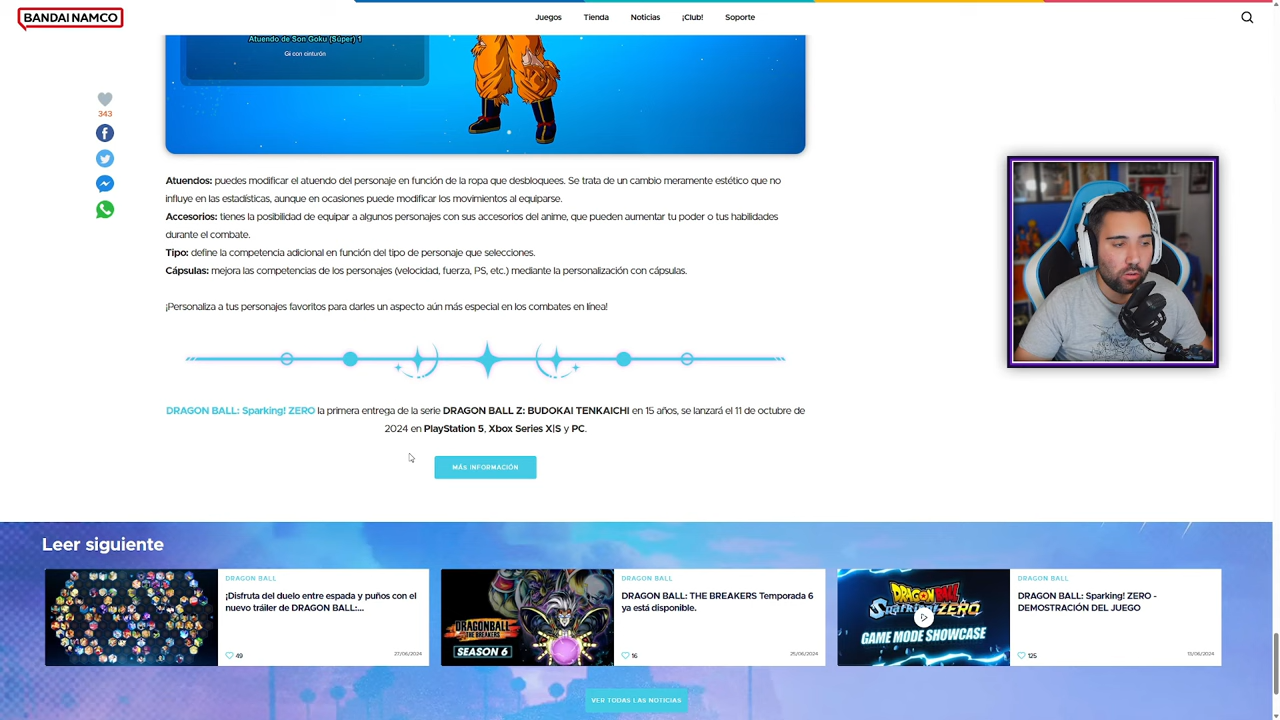 BANDAI NAMCO
Juegos
Tienda
Noticias
¡Club!
Soporte
Atuendo de Son Goku (Súper) 1
Gi con cinturón
343
Atuendos: puedes modificar el atuendo del personaje en función de la ropa que desbloquees. Se trata de un cambio meramente estético que no
influye en las estadísticas, aunque en ocasiones puede modificar los movimientos al equiparse.
Accesorios: tienes la posibilidad de equipar a algunos personajes con sus accesorios del anime, que pueden aumentar tu poder o tus habilidades
durante el combate.
Tipo: define la competencia adicional en función del tipo de personaje que selecciones.
Cápsulas: mejora las competencias de los personajes (velocidad, fuerza, PS, etc.) mediante la personalización con cápsulas.
¡Personaliza a tus personajes favoritos para darles un aspecto aún más especial en los combates en línea!
DRAGON BALL: Sparking! ZERO la primera entrega de la serie DRAGON BALL Z: BUDOKAI TENKAICHI en 15 años, se lanzará el 11 de octubre de
2024 en PlayStation 5, Xbox Series X|S y PC.
MÁS INFORMACIÓN
Leer siguiente
DRAGON BALL
¡Disfruta del duelo entre espada y puños con el
nuevo tráiler de DRAGON BALL:...
49
27/06/2024
DRAGONBALL
THE BREAKERS
SEASON 6
DRAGON BALL
DRAGON BALL: THE BREAKERS Temporada 6
ya está disponible.
16
25/06/2024
DRAGON BALL
Sparking! ZERO
GAME MODE SHOWCASE
DRAGON BALL
DRAGON BALL: Sparking! ZERO -
DEMOSTRACIÓN DEL JUEGO
125
VER TODAS LAS NOTICIAS